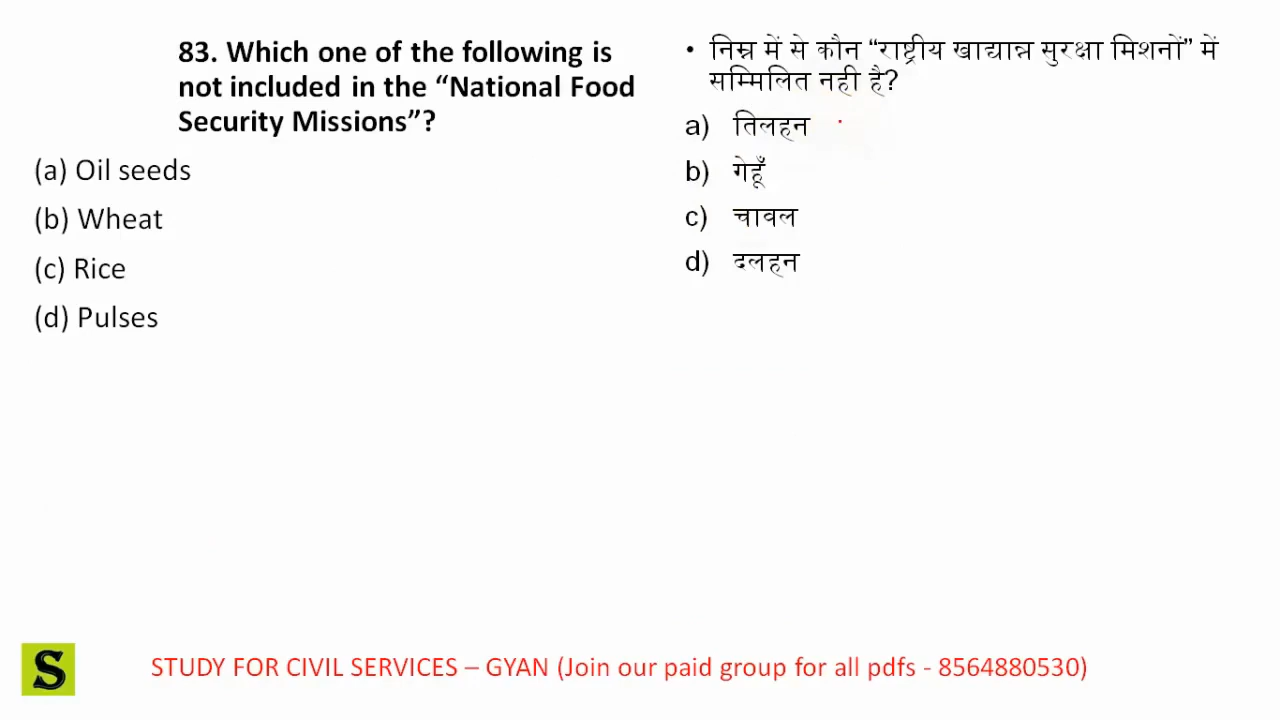 83. Which one of the following is
not included in the “National Food
Security Missions”?
(a) Oil seeds
(b) Wheat
(c) Rice
(d) Pulses
• निम्न में से कौन “राष्ट्रीय खाद्यान्न सुरक्षा मिशनों” में
सम्मिलित नही है?
a) तिलहन
b) गेहूँ
c) चावल
d) दलहन
S
STUDY FOR CIVIL SERVICES – GYAN (Join our paid group for all pdfs - 8564880530)